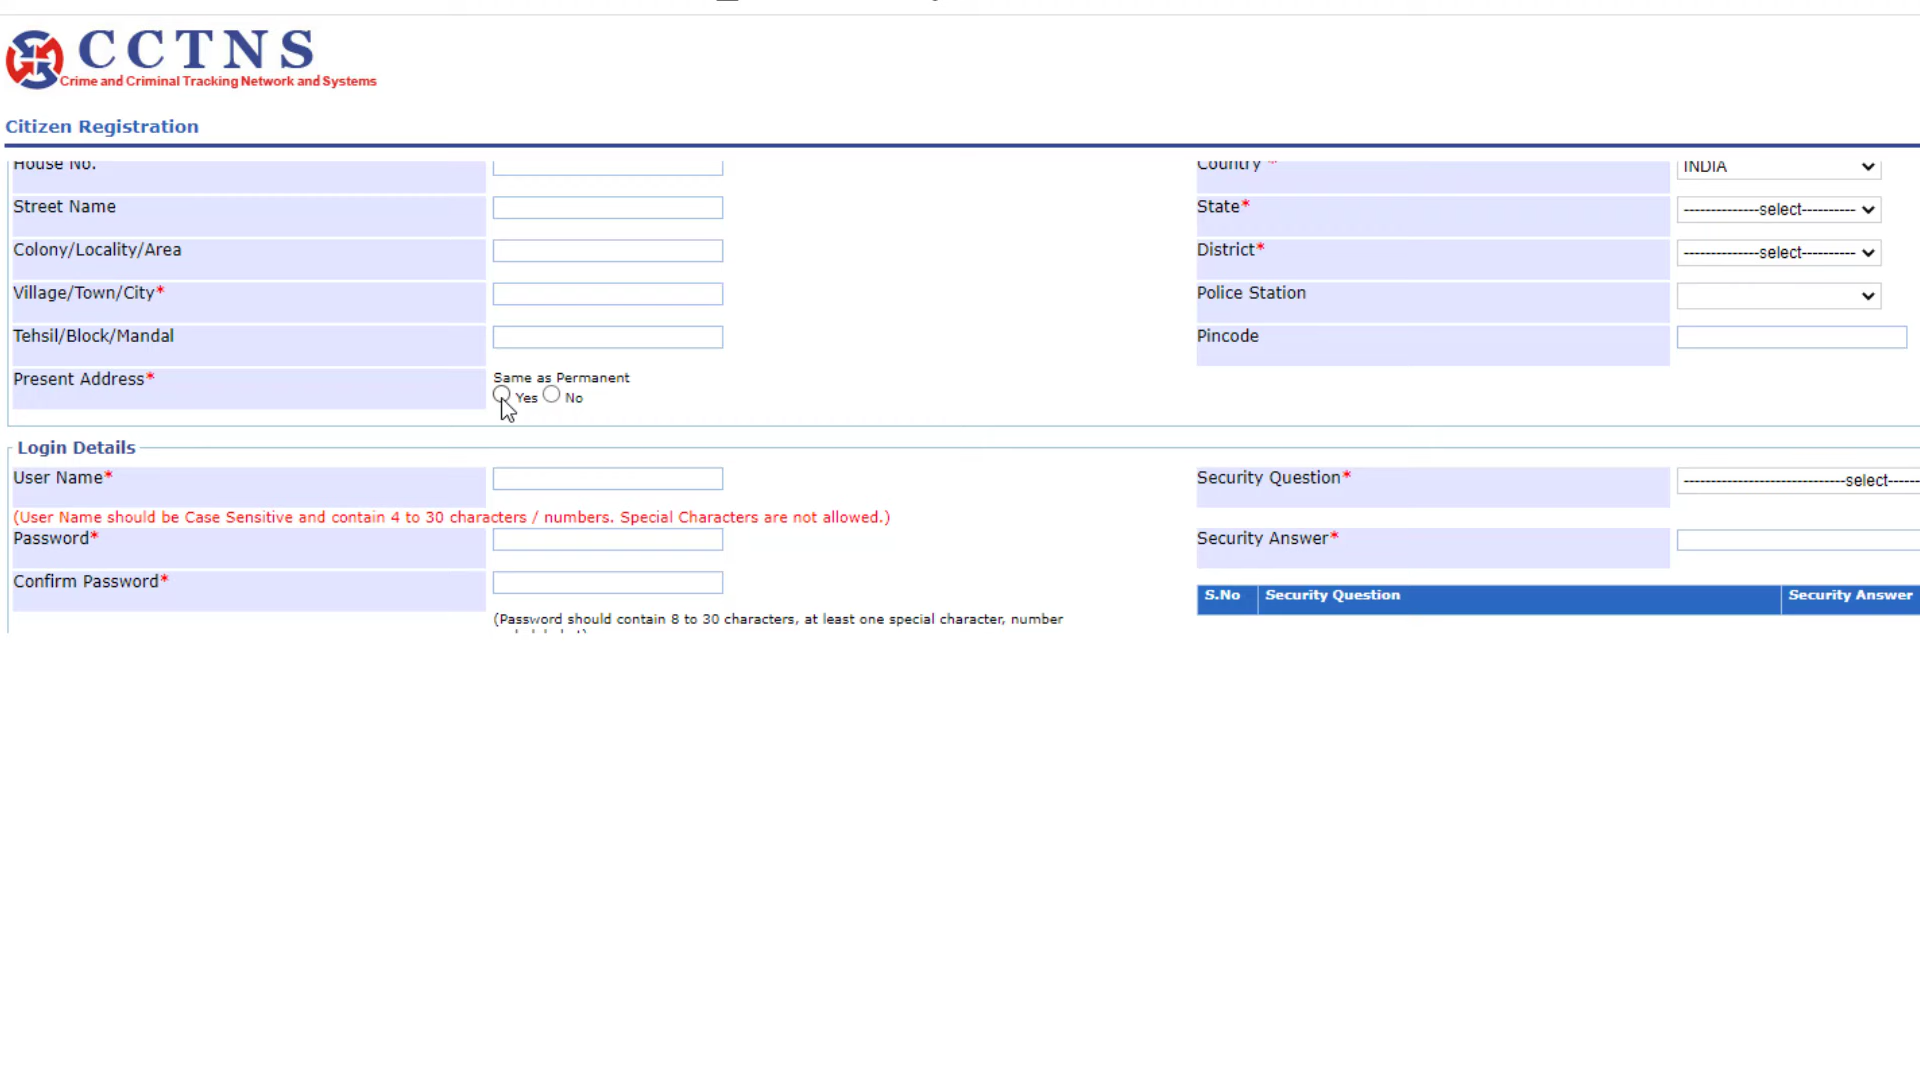 CCTNS
Crime and Criminal Tracking Network and Systems
Citizen Registration
House No.
Country * INDIA
Street Name
State* --------------select----------
Colony/Locality/Area
District* --------------select----------
Village/Town/City*
Police Station
Tehsil/Block/Mandal
Pincode
Present Address* Same as Permanent
Yes No
Login Details
User Name*
Security Question* ------------------------------select------
(User Name should be Case Sensitive and contain 4 to 30 characters / numbers. Special Characters are not allowed.)
Password*
Security Answer*
Confirm Password*
S.No Security Question Security Answer
(Password should contain 8 to 30 characters, at least one special character, number